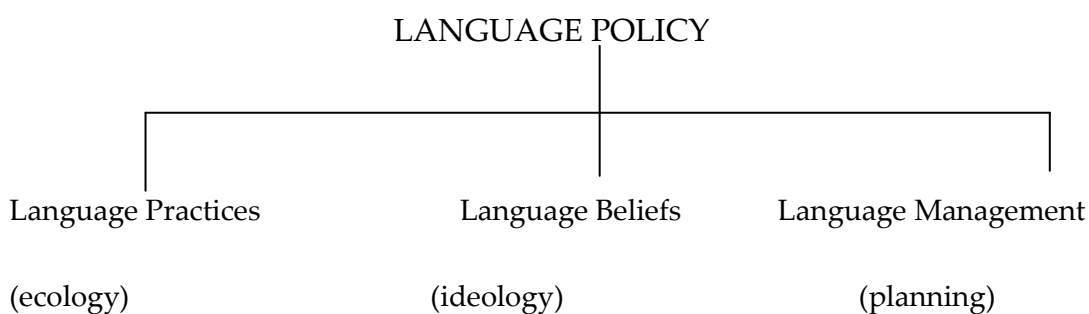 LANGUAGE POLICY
Language Practices Language Beliefs Language Management
(ecology) (ideology) (planning)